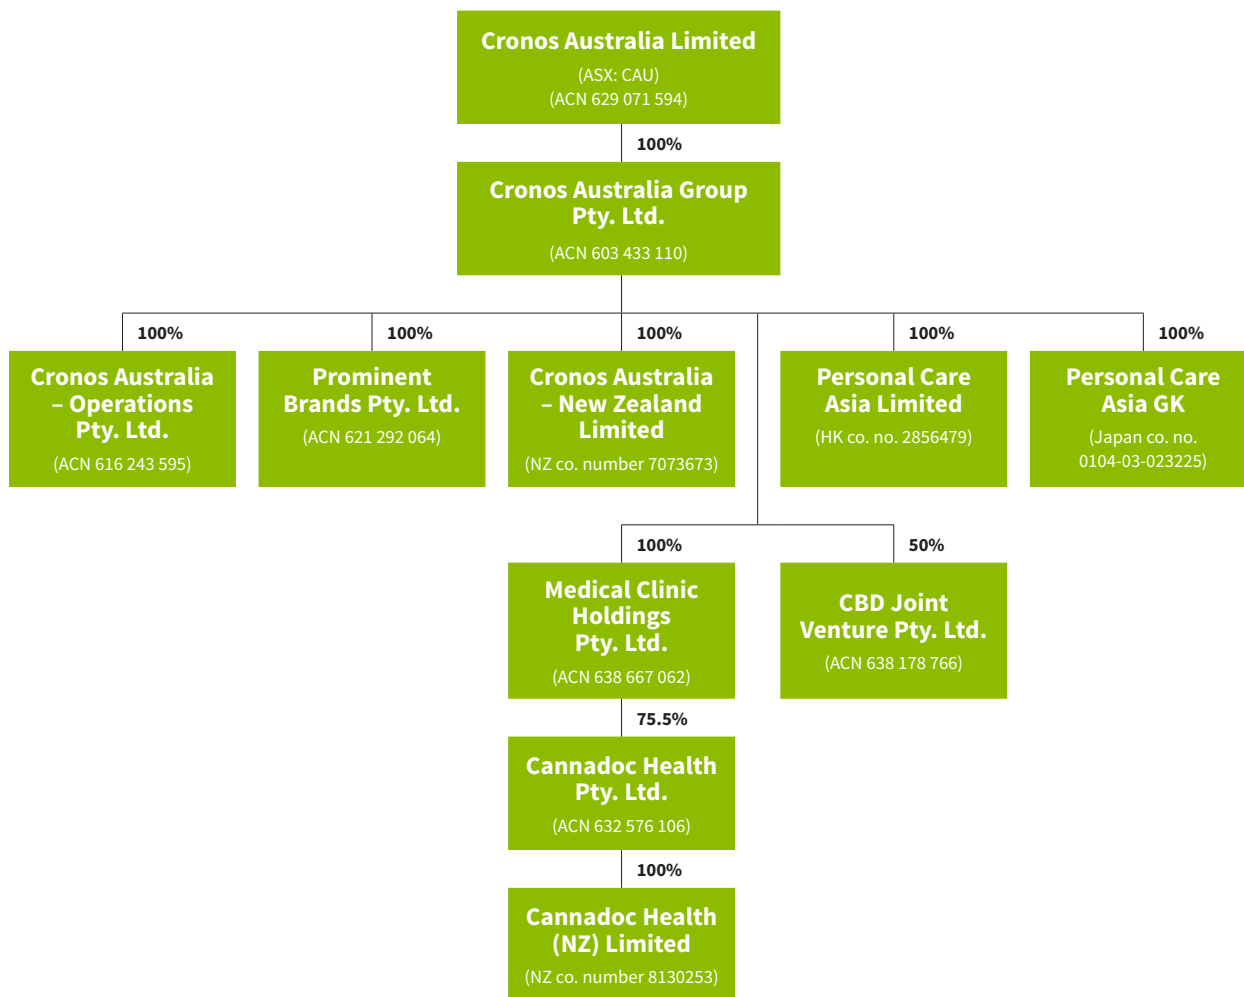 Cronos Australia Limited
(ASX: CAU)
(ACN 629 071 594)
100%
Cronos Australia Group
Pty. Ltd.
(ACN 603 433 110)
100%
Cronos Australia
– Operations
Pty. Ltd.
(ACN 616 243 595)
100%
Prominent
Brands Pty. Ltd.
(ACN 621 292 064)
100%
Cronos Australia
– New Zealand
Limited
(NZ co. number 7073673)
100%
Personal Care
Asia Limited
(HK co. no. 2856479)
100%
Personal Care
Asia GK
(Japan co. no.
0104-03-023225)
100%
Medical Clinic
Holdings
Pty. Ltd.
(ACN 638 667 062)
50%
CBD Joint
Venture Pty. Ltd.
(ACN 638 178 766)
75.5%
Cannadoc Health
Pty. Ltd.
(ACN 632 576 106)
100%
Cannadoc Health
(NZ) Limited
(NZ co. number 8130253)